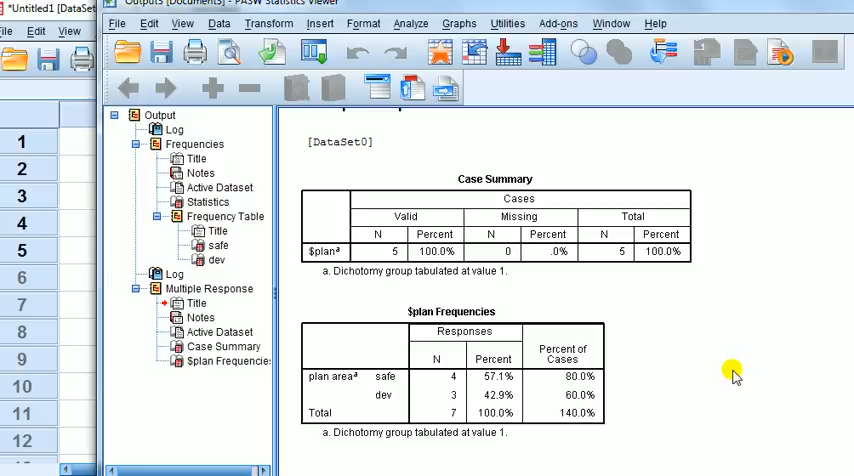 *Untitled1 [DataSet
Output3 [Document3] - PASW Statistics Viewer
File Edit View Data Transform Insert Format Analyze Graphs Utilities Add-ons Window Help
File Edit View
1
2
3
4
5
6
7
8
9
10
11
12
Output
Log
Frequencies
Title
Notes
Active Dataset
Statistics
Frequency Table
Title
safe
dev
Log
Multiple Response
Title
Notes
Active Dataset
Case Summary
$plan Frequencies
[DataSet0]
Case Summary
Cases
Valid Missing Total
N Percent N Percent N Percent
$planᵃ 5 100.0% 0 .0% 5 100.0%
a. Dichotomy group tabulated at value 1.
$plan Frequencies
Responses Percent of
N Percent Cases
plan areaᵃ safe 4 57.1% 80.0%
dev 3 42.9% 60.0%
Total 7 100.0% 140.0%
a. Dichotomy group tabulated at value 1.